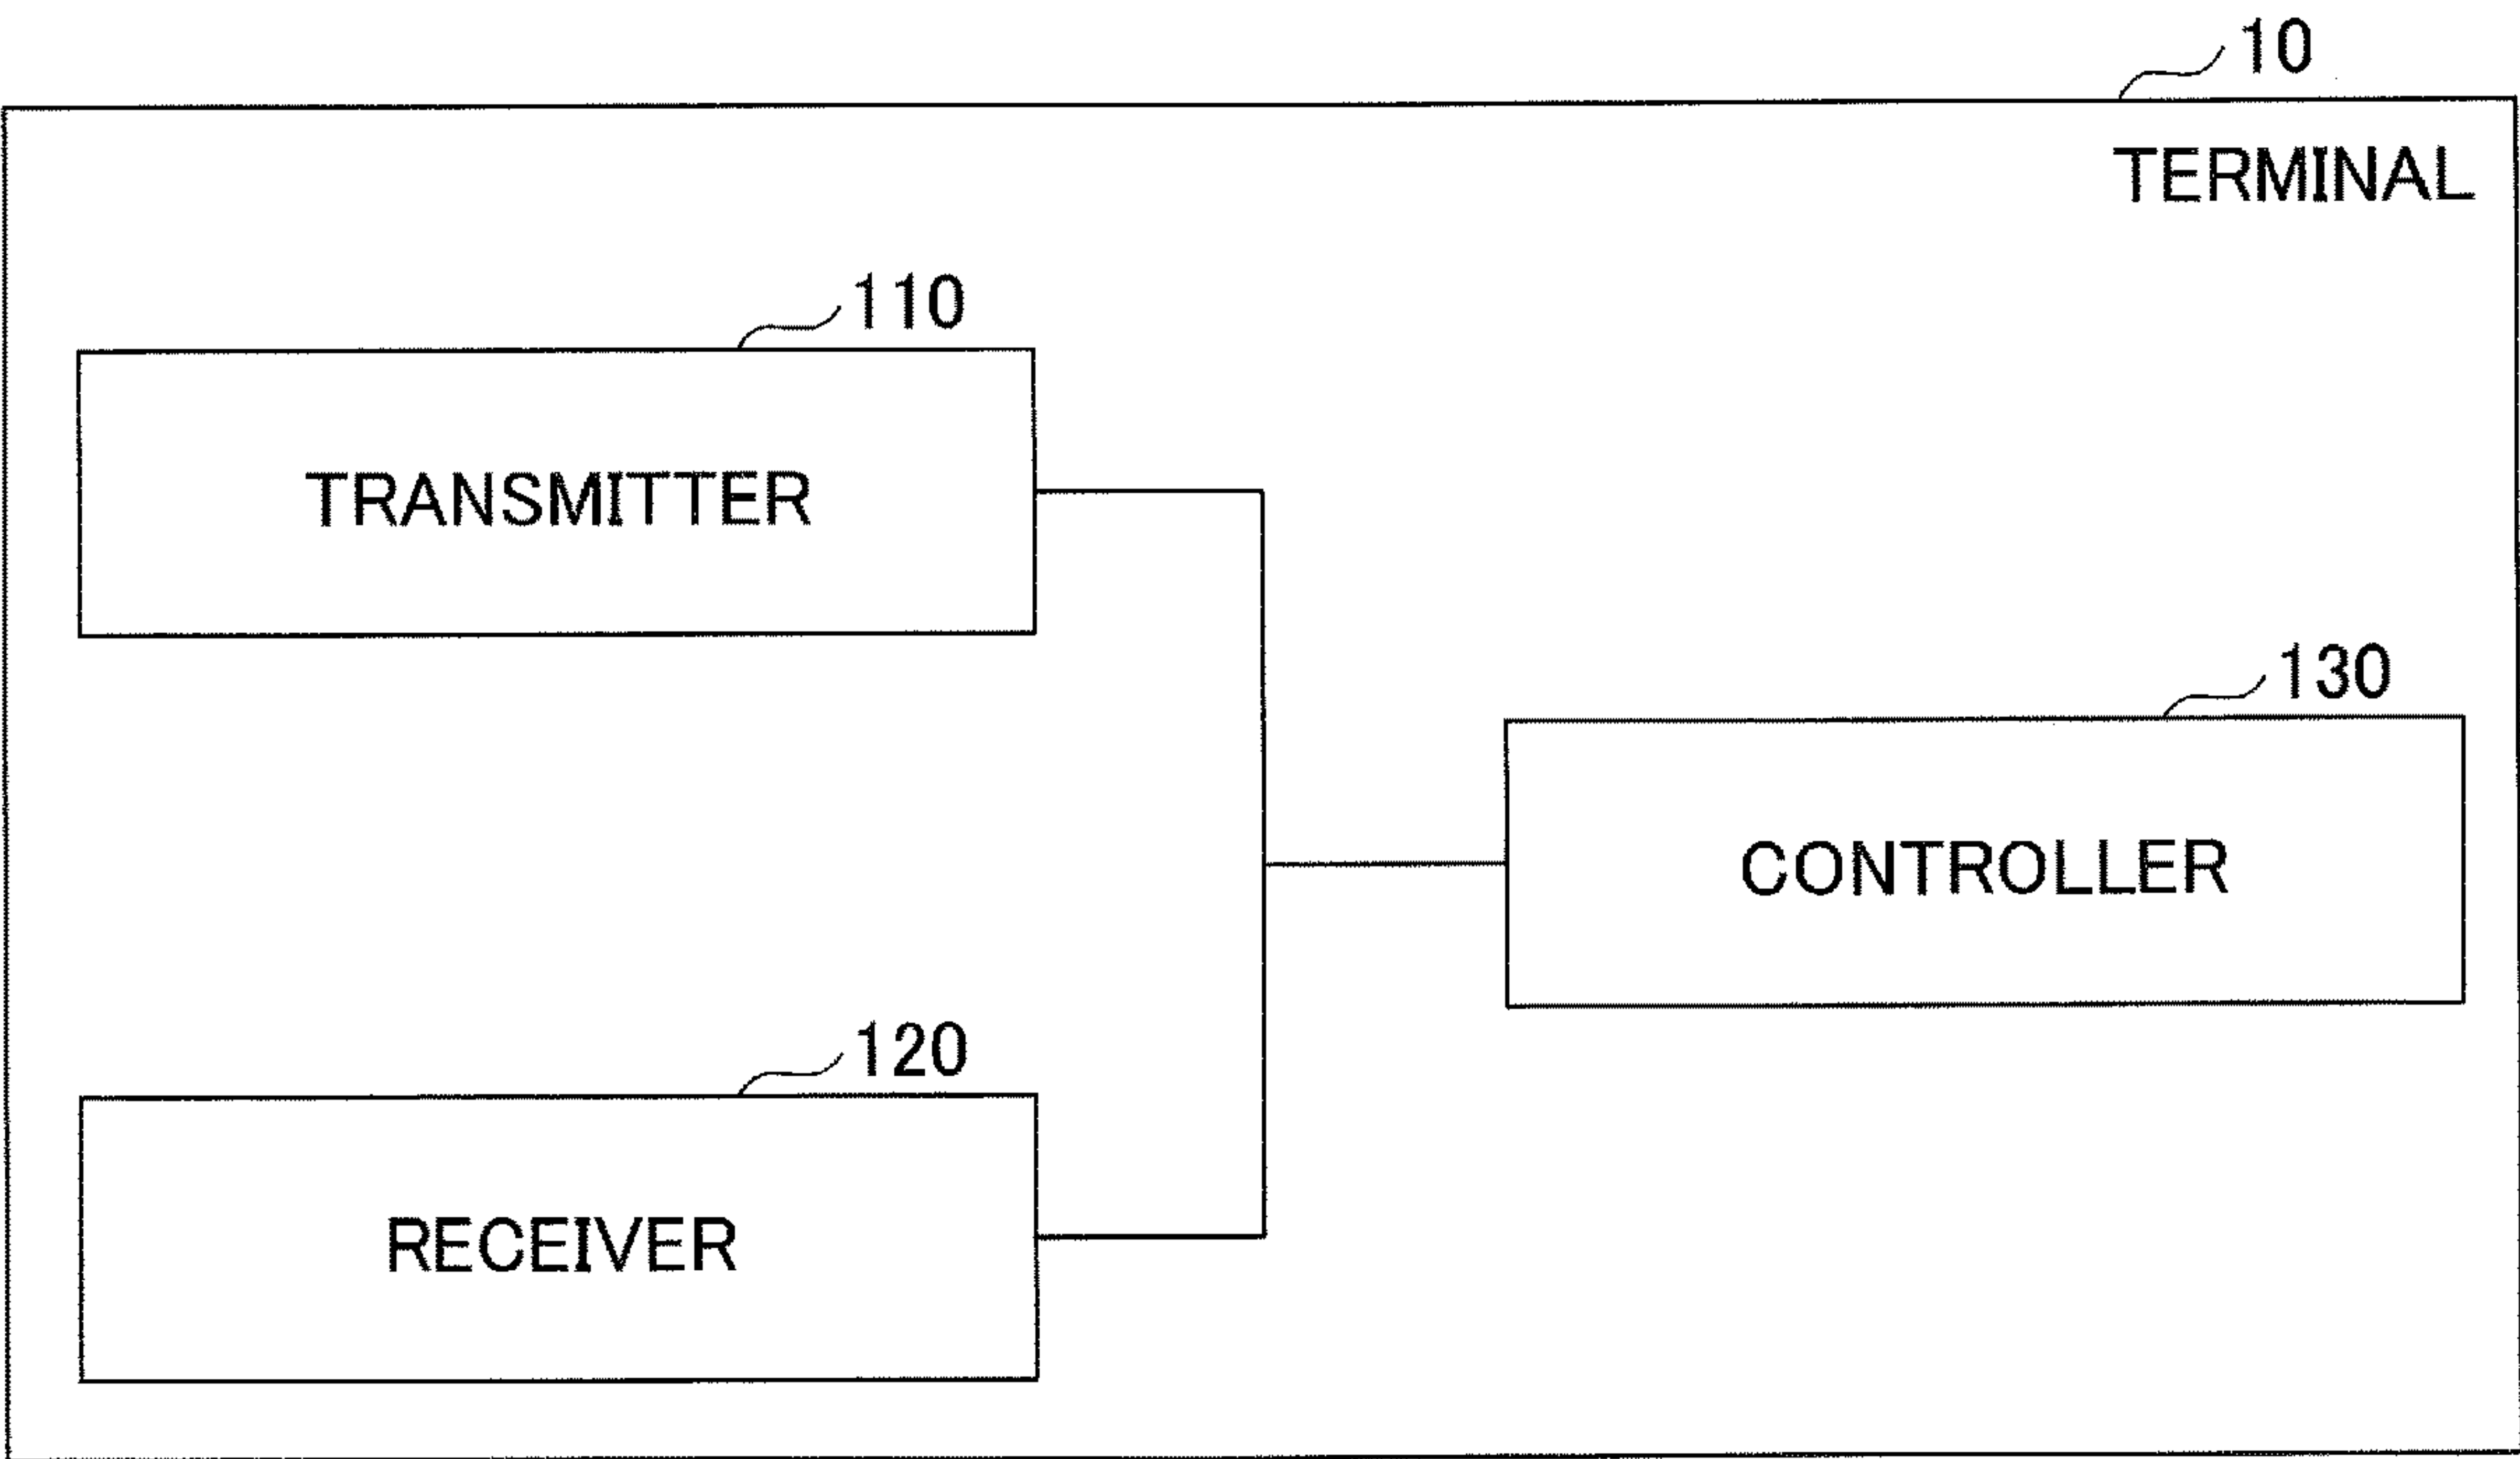 10
TERMINAL
110
TRANSMITTER
130
CONTROLLER
120
RECEIVER